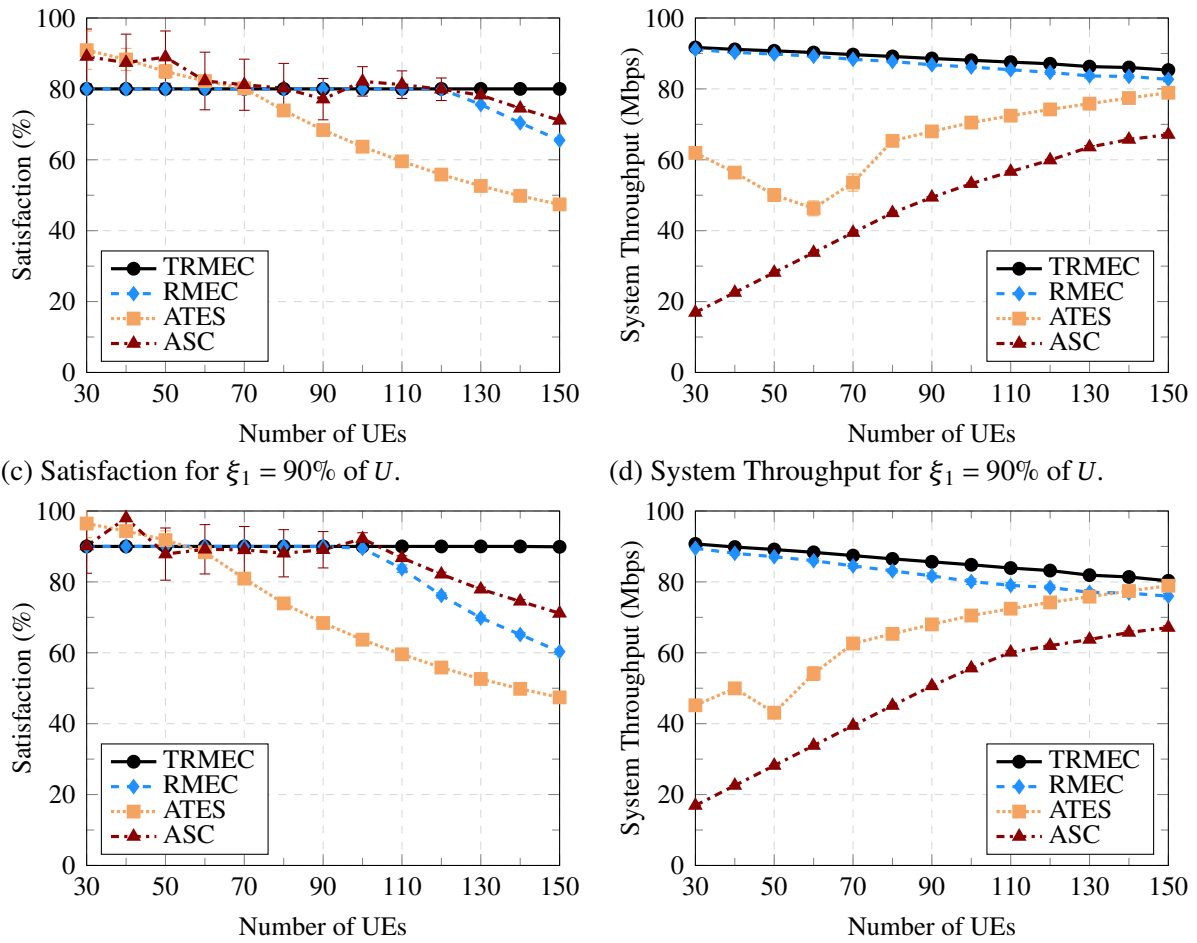 100
80
60
40
20
0
Satisfaction (%)
TRMEC
RMEC
ATES
ASC
30 50 70 90 110 130 150
Number of UEs
100
80
60
40
20
0
System Throughput (Mbps)
TRMEC
RMEC
ATES
ASC
30 50 70 90 110 130 150
Number of UEs
(c) Satisfaction for ξ₁ = 90% of U.
(d) System Throughput for ξ₁ = 90% of U.
100
80
60
40
20
0
Satisfaction (%)
TRMEC
RMEC
ATES
ASC
30 50 70 90 110 130 150
Number of UEs
100
80
60
40
20
0
System Throughput (Mbps)
TRMEC
RMEC
ATES
ASC
30 50 70 90 110 130 150
Number of UEs